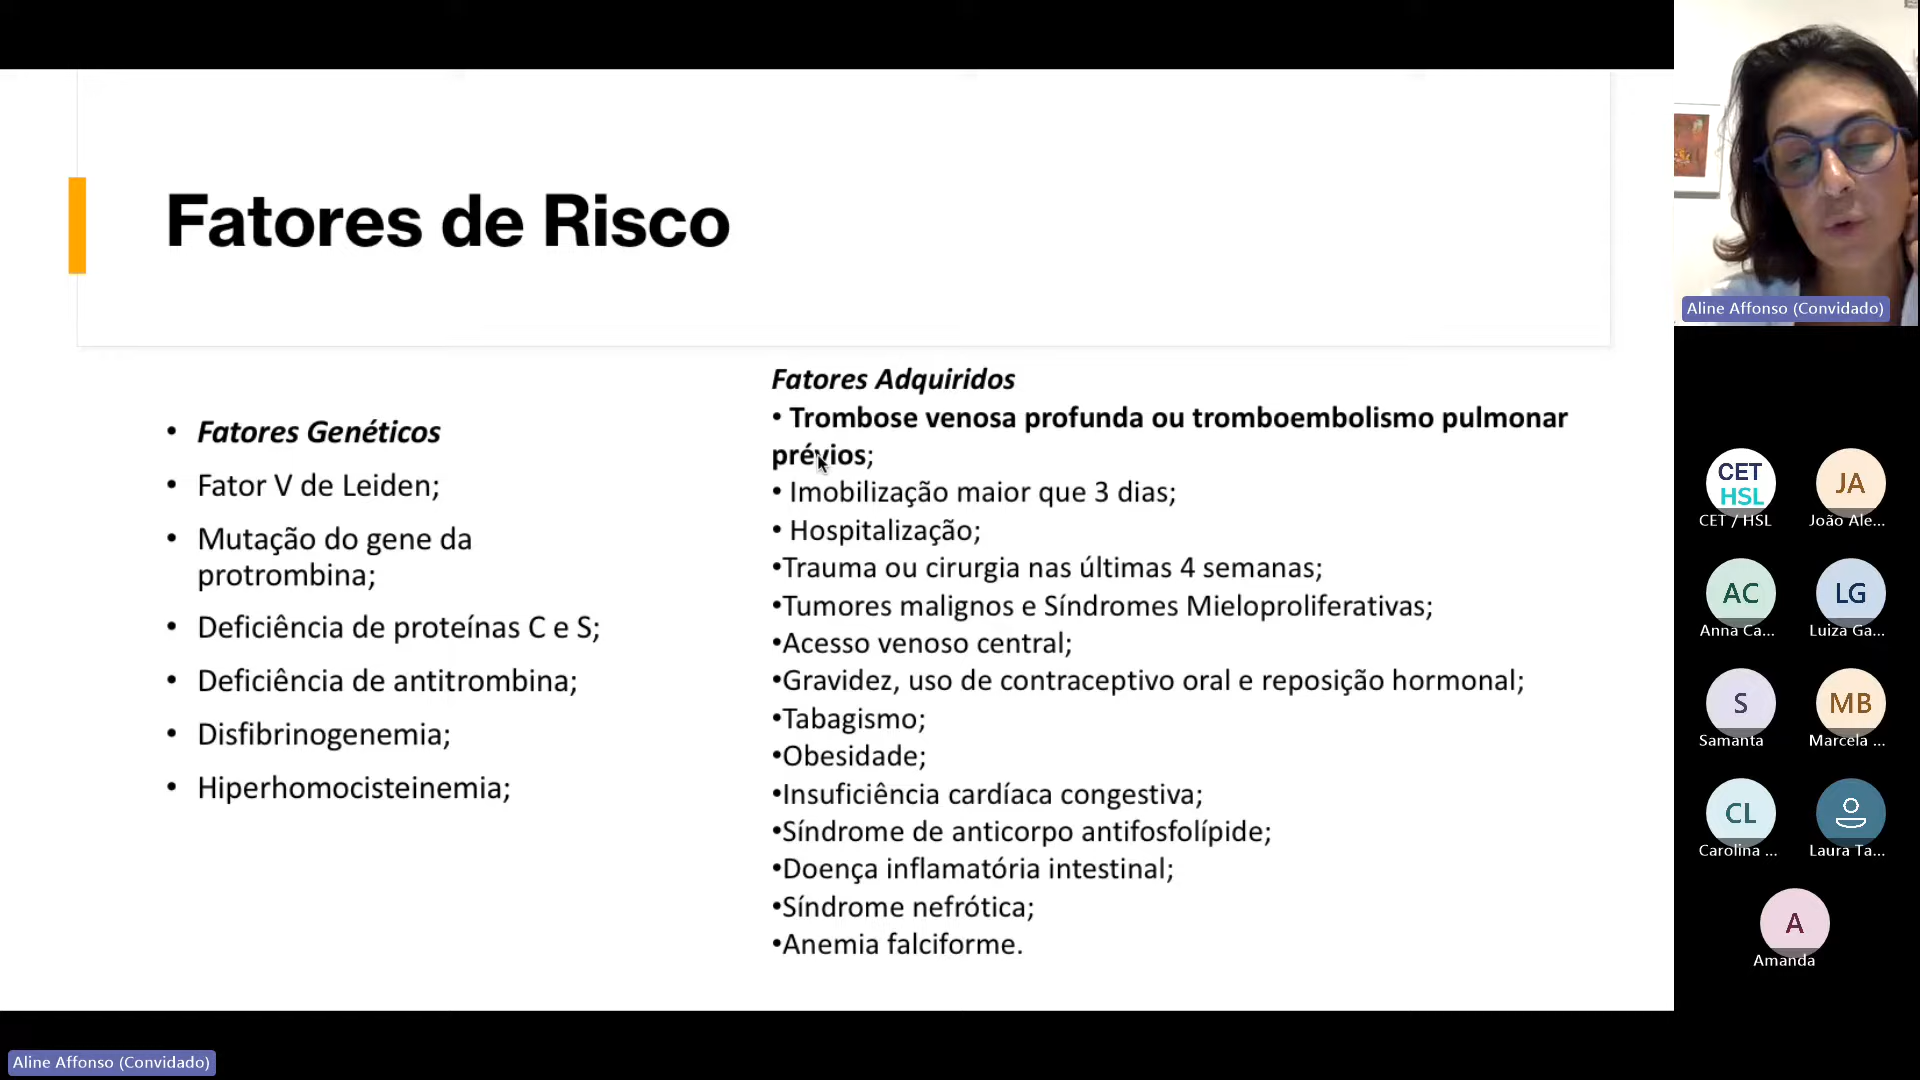 Fatores de Risco
• Fatores Genéticos
• Fator V de Leiden;
• Mutação do gene da
protrombina;
• Deficiência de proteínas C e S;
• Deficiência de antitrombina;
• Disfibrinogenemia;
• Hiperhomocisteinemia;
Fatores Adquiridos
• Trombose venosa profunda ou tromboembolismo pulmonar
prévios;
• Imobilização maior que 3 dias;
• Hospitalização;
•Trauma ou cirurgia nas últimas 4 semanas;
•Tumores malignos e Síndromes Mieloproliferativas;
•Acesso venoso central;
•Gravidez, uso de contraceptivo oral e reposição hormonal;
•Tabagismo;
•Obesidade;
•Insuficiência cardíaca congestiva;
•Síndrome de anticorpo antifosfolípide;
•Doença inflamatória intestinal;
•Síndrome nefrótica;
•Anemia falciforme.
Aline Affonso (Convidado)
CET
HSL
CET / HSL
JA
João Ale...
AC
Anna Ca...
LG
Luiza Ga...
S
Samanta
MB
Marcela ...
CL
Carolina ...
Laura Ta...
A
Amanda
Aline Affonso (Convidado)